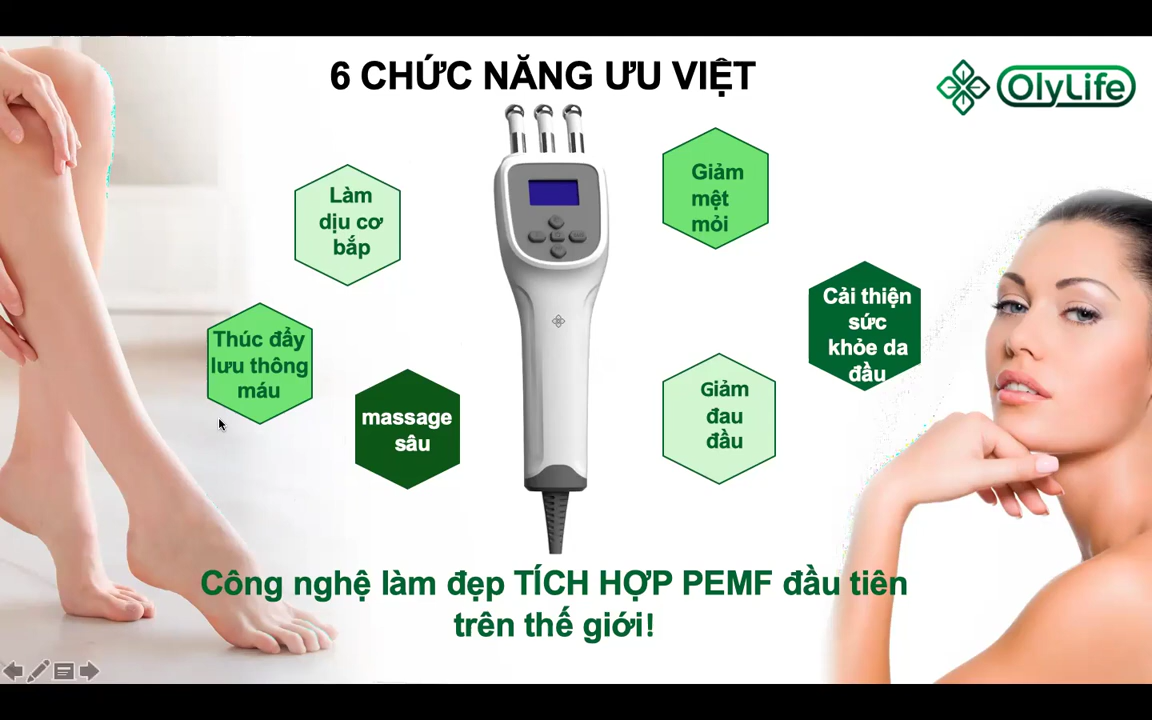 6 CHỨC NĂNG ƯU VIỆT
OlyLife
Làm
dịu cơ
bắp
Giảm
mệt
mỏi
Thúc đẩy
lưu thông
máu
Cải thiện
sức
khỏe da
đầu
massage
sâu
Giảm
đau
đầu
Công nghệ làm đẹp TÍCH HỢP PEMF đầu tiên
trên thế giới!